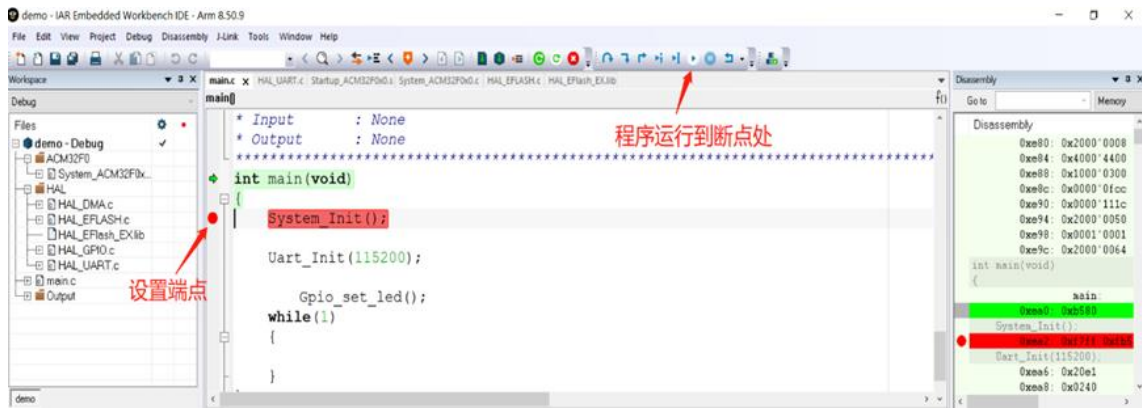 demo - IAR Embedded Workbench IDE - Arm 8.50.9
File Edit View Project Debug Disassembly J-Link Tools Window Help
Workspace
main.c HAL_UART.c Startup_ACM32F0x0.s System_ACM32F0x0.c HAL_EFLASH.c HAL_EFlash_EX.lib
Disassembly
Debug
main()
f()
Go to
Memory
Files
demo - Debug
ACM32F0
System_ACM32F0x...
HAL
HAL_DMA.c
HAL_EFLASH.c
HAL_EFlash_EX.lib
HAL_GPIO.c
HAL_UART.c
main.c
Output
demo
* Input : None
* Output : None
int main(void)
{
System_Init();
Uart_Init(115200);
Gpio_set_led();
while(1)
{
}
程序运行到断点处
设置端点
Disassembly
0xe80: 0x2000'0008
0xe84: 0x4000'4400
0xe88: 0x1000'0300
0xe8c: 0x0000'0fcc
0xe90: 0x0000'111c
0xe94: 0x2000'0050
0xe98: 0x0001'0001
0xe9c: 0x2000'0064
int main(void)
{
main:
0xea0: 0xb580
System_Init();
Uart_Init(115200);
0xea6: 0x20e1
0xea8: 0x0240